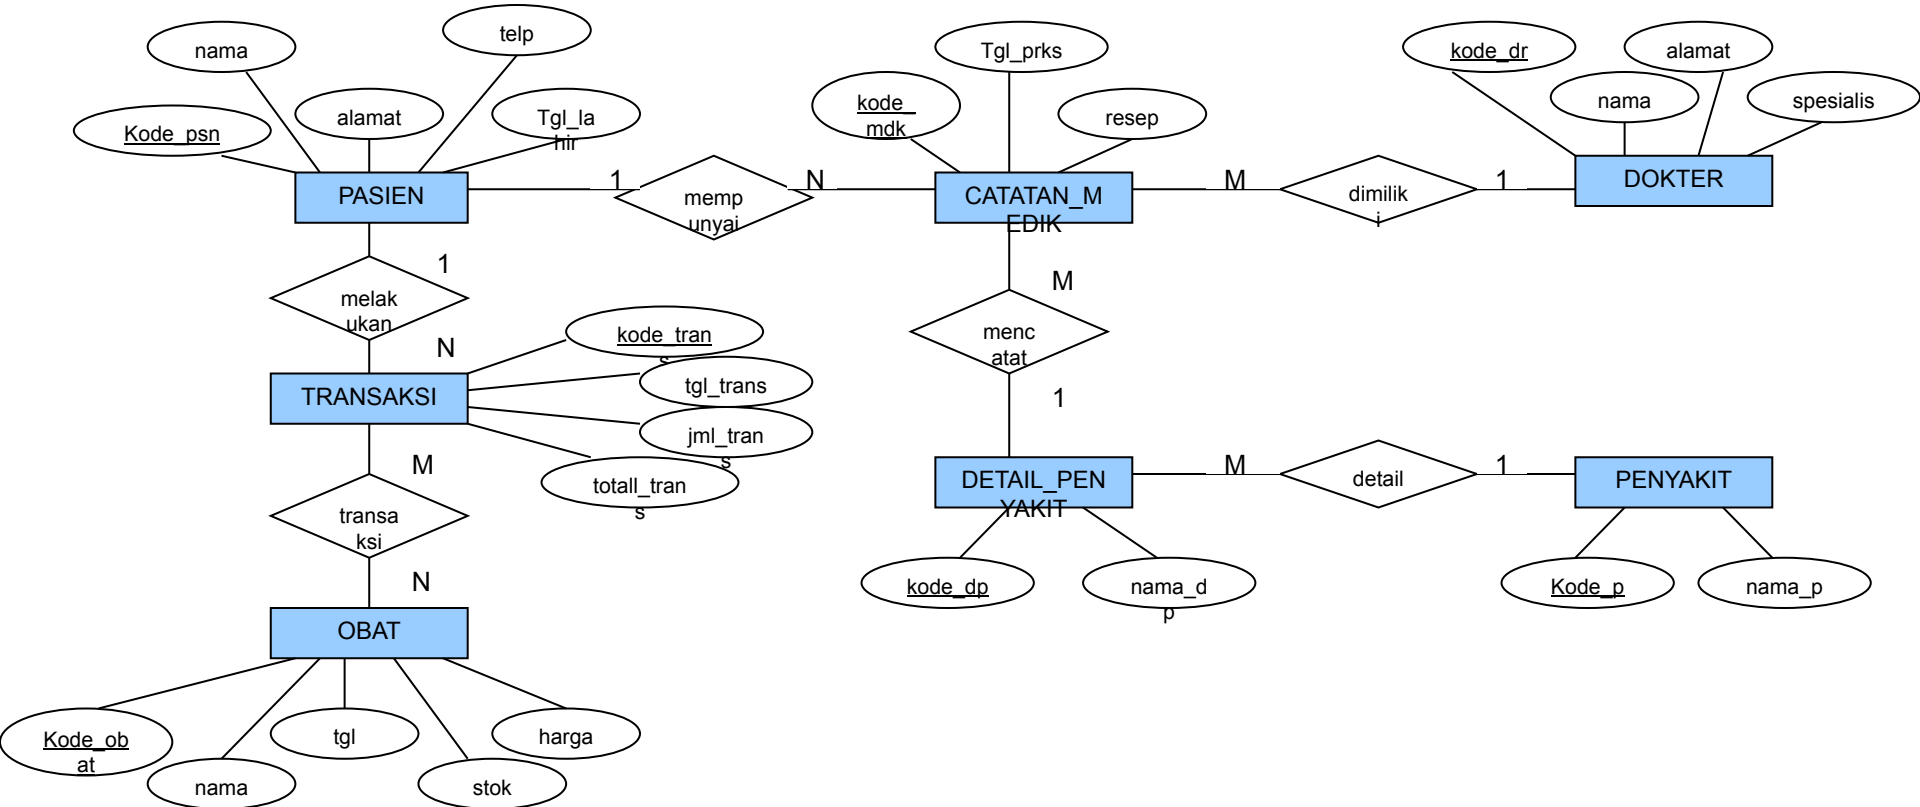 telp
nama
Tgl_prks
kode_dr
alamat
kode_
mdk
nama
spesialis
Kode_psn
alamat
Tgl_la
hir
resep
PASIEN
1
memp
unyai
N
CATATAN_M
EDIK
M
dimilik
i
1
DOKTER
1
melak
ukan
N
M
menc
atat
1
kode_tran
s
tgl_trans
jml_tran
s
totall_tran
s
TRANSAKSI
M
transa
ksi
N
DETAIL_PEN
YAKIT
M
detail
1
PENYAKIT
kode_dp
nama_d
p
Kode_p
nama_p
OBAT
Kode_ob
at
nama
tgl
stok
harga